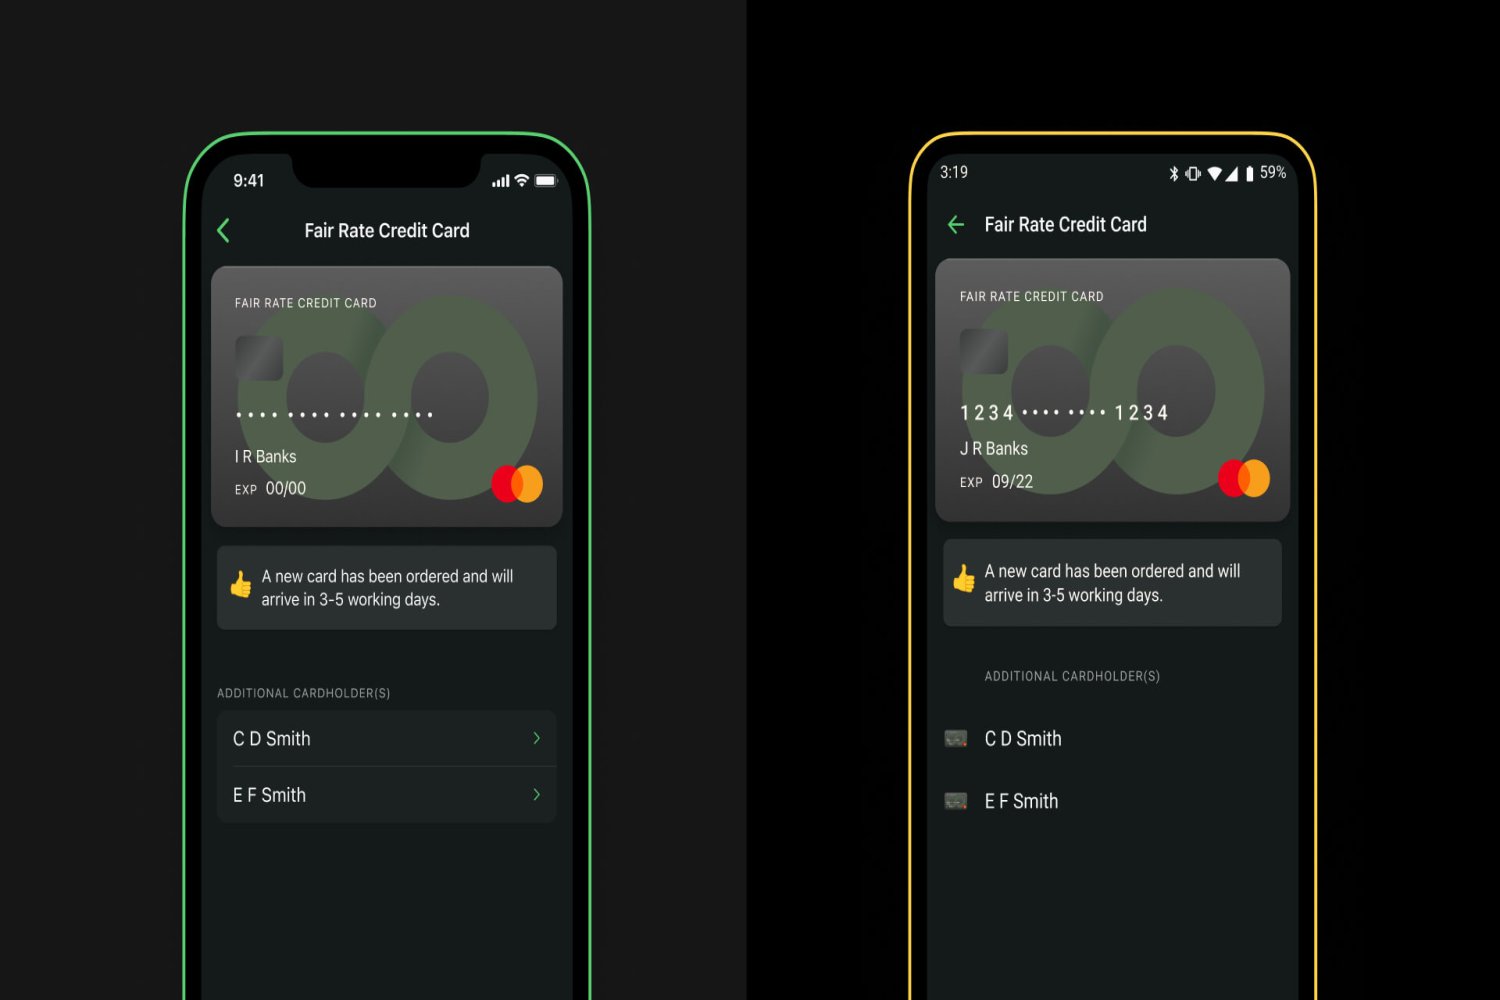 9:41
Fair Rate Credit Card
FAIR RATE CREDIT CARD
•••• •••• •••• ••••
I R Banks
EXP 00/00
A new card has been ordered and will
arrive in 3-5 working days.
ADDITIONAL CARDHOLDER(S)
C D Smith
E F Smith
3:19
59%
Fair Rate Credit Card
FAIR RATE CREDIT CARD
1234 •••• •••• 1234
J R Banks
EXP 09/22
A new card has been ordered and will
arrive in 3-5 working days.
ADDITIONAL CARDHOLDER(S)
C D Smith
E F Smith